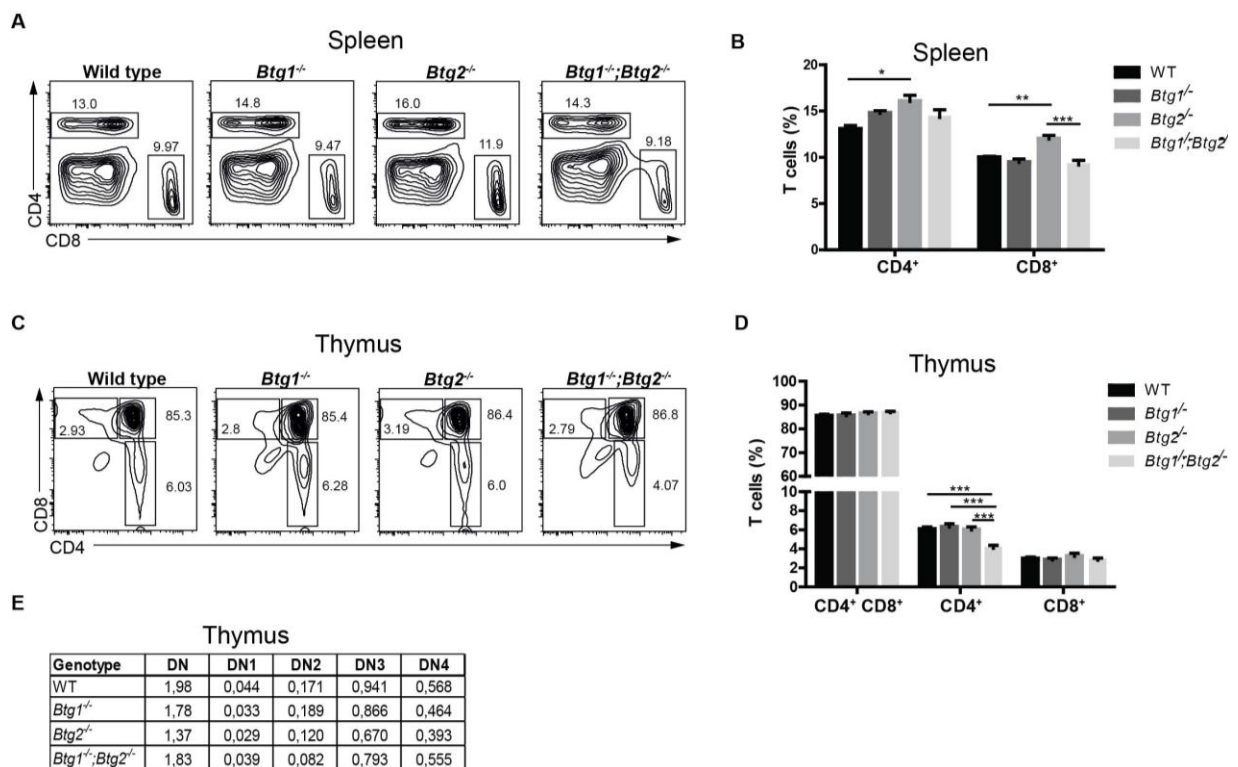 A
Spleen
Wild type
Btg1-/-
Btg2-/-
Btg1-/-;Btg2-/-
13.0
9.97
14.8
9.47
16.0
11.9
14.3
9.18
CD4
CD8
B
Spleen
T cells (%)
20
15
10
5
0
*
**
***
CD4+
CD8+
WT
Btg1-/-
Btg2-/-
Btg1-/;Btg2-/
C
Thymus
Wild type
Btg1-/-
Btg2-/-
Btg1-/-;Btg2-/-
2.93
85.3
6.03
2.8
85.4
6.28
3.19
86.4
6.0
2.79
86.8
4.07
CD8
CD4
D
Thymus
T cells (%)
100
90
80
70
60
10
8
6
4
2
0
***
***
***
CD4+ CD8+
CD4+
CD8+
WT
Btg1-/-
Btg2-/-
Btg1-/;Btg2-/-
E
Thymus
Genotype DN DN1 DN2 DN3 DN4
WT 1,98 0,044 0,171 0,941 0,568
Btg1-/- 1,78 0,033 0,189 0,866 0,464
Btg2-/- 1,37 0,029 0,120 0,670 0,393
Btg1-/-;Btg2-/- 1,83 0,039 0,082 0,793 0,555